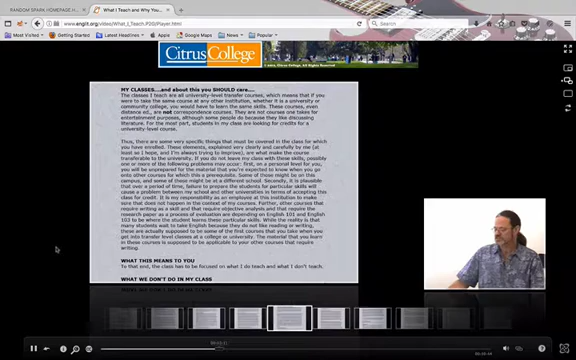 RANDOM SPARK HOMEPAGE H...
What I Teach and Why You...
www.englit.org/What_I_Teach.P20/Player.html
Search
Most Visited
Getting Started
Latest Headlines
Apple
Google Maps
News
Popular
Citrus College
MY CLASSES....and about this you SHOULD care....
The classes I teach are all university-level transfer courses, which means that if you
were to take the same course at any other institution, whether it is a university or
community college, you would have to learn the same skills. These courses, even
distance ed., are not correspondence courses. They are not courses one takes for
entertainment purposes, although some people do because they like discussing
literature. For the most part, students in my class are looking for credits for a
university-level course.
Thus, there are some very specific things that must be covered in the class for which
you have enrolled. These elements, explained very clearly and carefully by me (at
least so I hope, and I'm always trying to improve), are what make the course
transferable to the university. If you do not leave my class with these skills, possibly
one or more of the following problems may occur: first, on a personal level for you,
you will be unprepared for the material that you're expected to know when you go
onto other courses for which this is a prerequisite. Some of those might be on this
campus, and some of these might be at a different school. Secondly, it is plausible
that over a period of time, failure to prepare the students for particular skills will
cause a problem between my school and other universities in terms of accepting this
class for credit. It is my responsibility as an employee at this institution to make
sure that does not happen in the context of my courses. Further, other courses that
require writing as a skill and that require objective analysis and that require the
research paper as a process of evaluation are depending on English 101 and English
103 to be where the student learns these particular skills. While the reality is that
many students wait to take English because they do not like reading or writing,
these are actually supposed to be some of the first courses that you take when you
get into transfer level classes at a college or university. The material that you learn
in these courses is supposed to be applicable to your other courses that require
writing.
WHAT THIS MEANS TO YOU
To that end, the class has to be focused on what I do teach and what I don't teach.
WHAT WE DON'T DO IN MY CLASS